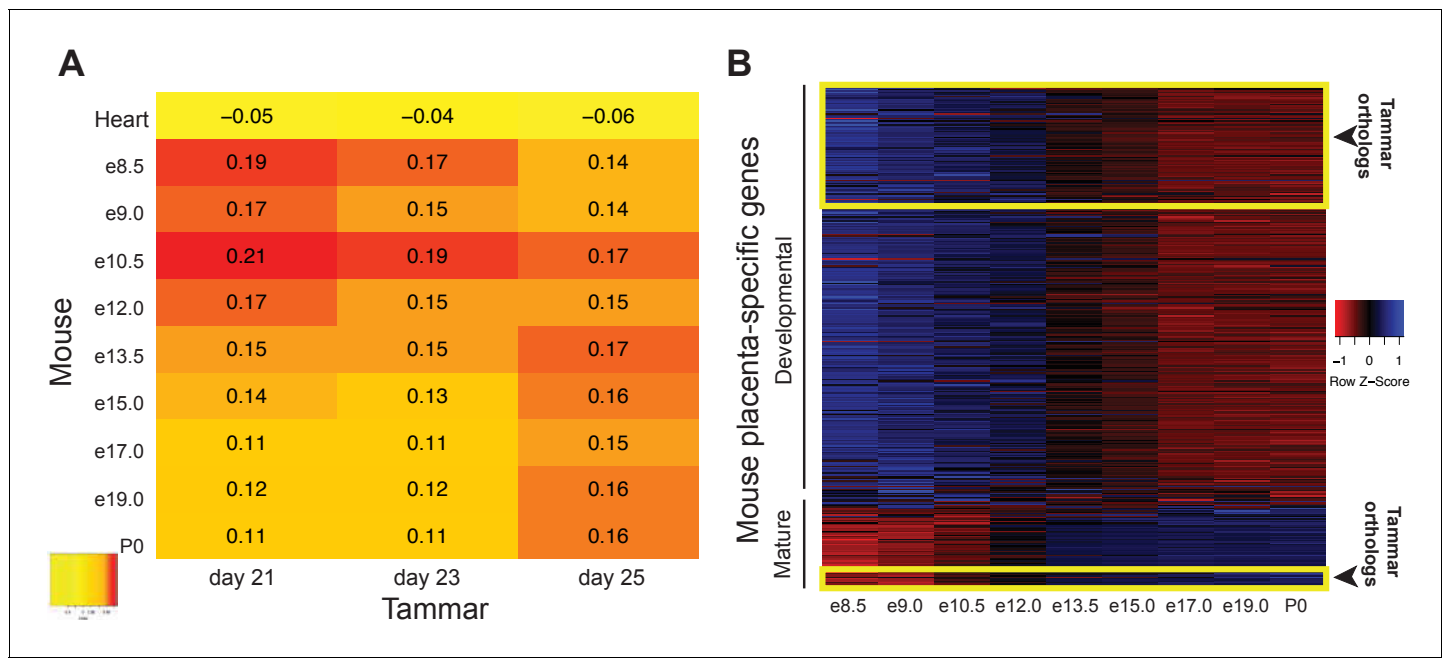 A
Heart −0.05 −0.04 −0.06
e8.5 0.19 0.17 0.14
e9.0 0.17 0.15 0.14
e10.5 0.21 0.19 0.17
e12.0 0.17 0.15 0.15
e13.5 0.15 0.15 0.17
e15.0 0.14 0.13 0.16
e17.0 0.11 0.11 0.15
e19.0 0.12 0.12 0.16
P0 0.11 0.11 0.16
Mouse
day 21 day 23 day 25
Tammar
B
Mouse placenta-specific genes
Developmental
Mature
Tammar
orthologs
Tammar
orthologs
−1 0 1
Row Z−Score
e8.5 e9.0 e10.5 e12.0 e13.5 e15.0 e17.0 e19.0 P0